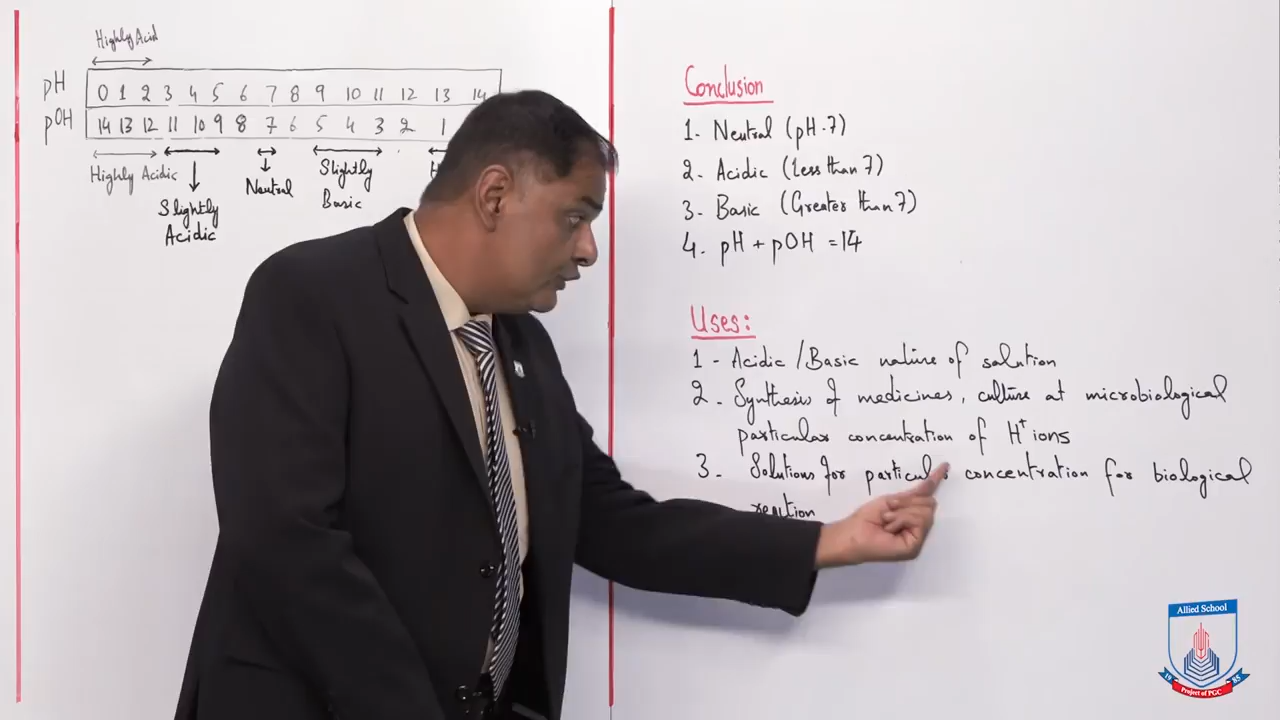 Highly Acid
pH 0 1 2 3 4 5 6 7 8 9 10 11 12 13 14
pOH 14 13 12 11 10 9 8 7 6 5 4 3 2 1
Highly Acidic
Slightly
Acidic
Neutral
Slightly
Basic
H
Conclusion
1- Neutral (pH-7)
2- Acidic (Less than 7)
3- Basic (Greater than 7)
4- pH + pOH =14
Uses:
1 - Acidic /Basic nature of solution
2- Synthesis of medicines, culture at microbiological
particular concentration of H+ ions
3- Solutions for particular concentration for biological
reaction
Allied School
19 85
Project of PGC